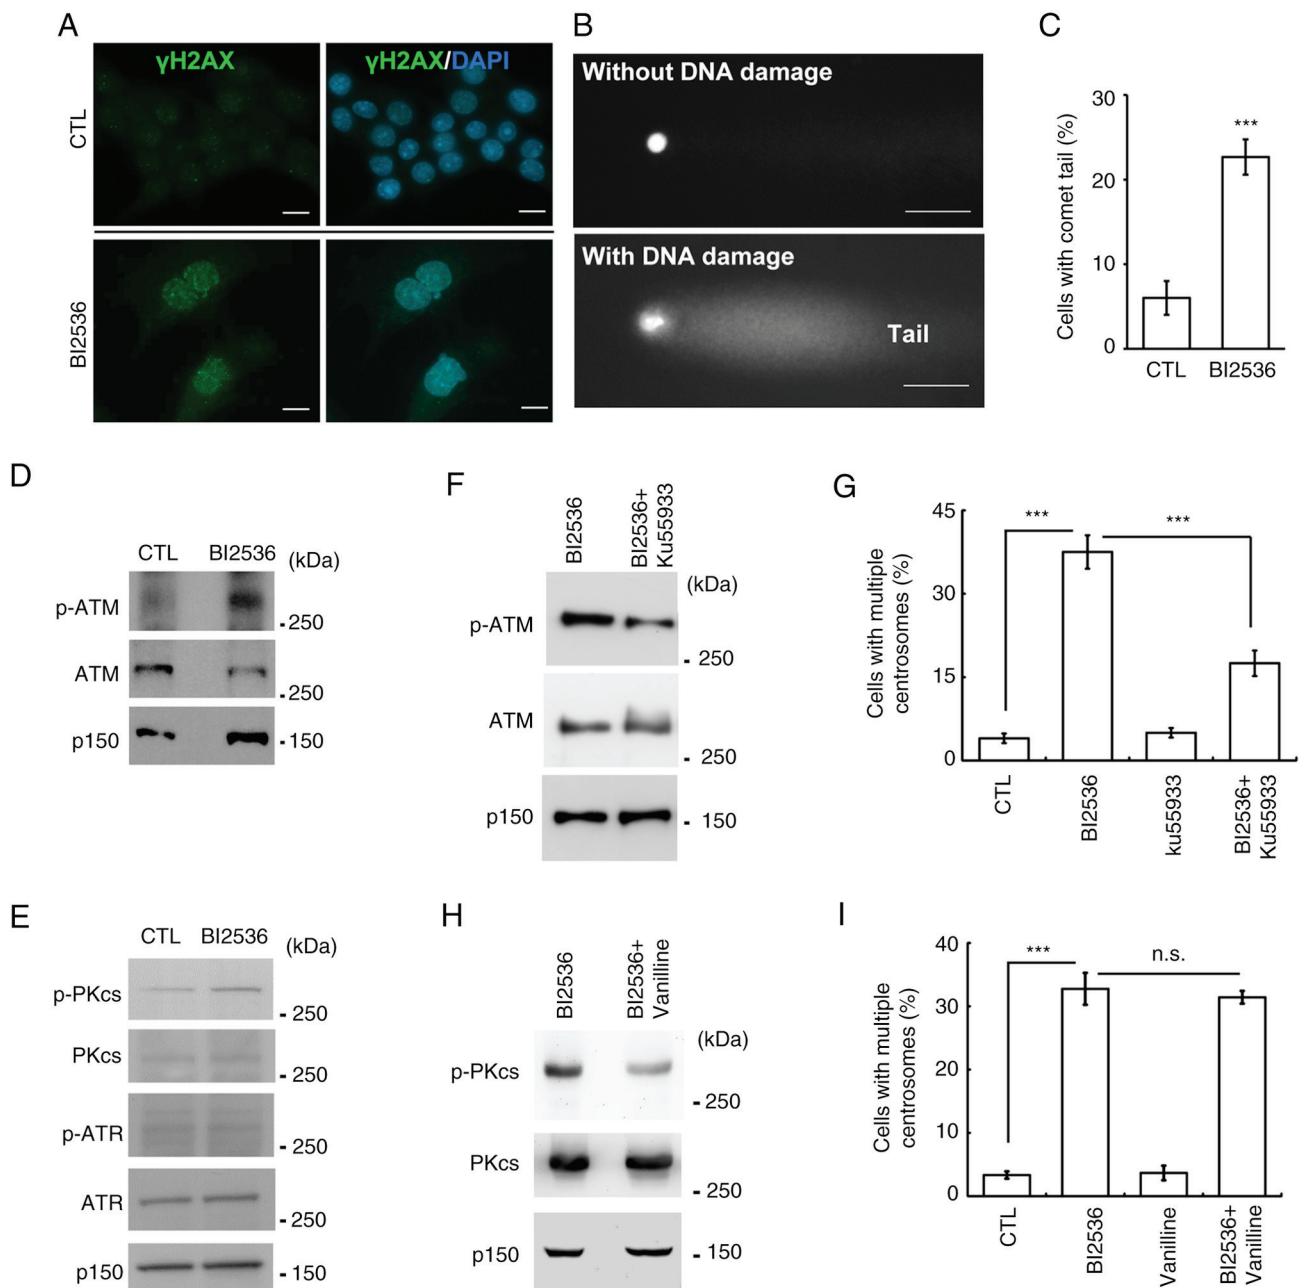 A
γH2AX
γH2AX/DAPI
CTL
BI2536
B
Without DNA damage
With DNA damage
Tail
C
Cells with comet tail (%)
30
20
10
0
***
CTL
BI2536
D
CTL
BI2536
(kDa)
p-ATM
250
ATM
250
p150
150
E
CTL
BI2536
(kDa)
p-PKcs
250
PKcs
250
p-ATR
250
ATR
250
p150
150
F
BI2536
BI2536+
Ku55933
(kDa)
p-ATM
250
ATM
250
p150
150
G
Cells with multiple
centrosomes (%)
45
30
15
0
***
***
CTL
BI2536
ku55933
BI2536+
Ku55933
H
BI2536
BI2536+
Vanilline
(kDa)
p-PKcs
250
PKcs
250
p150
150
I
Cells with multiple
centrosomes (%)
40
30
20
10
0
***
n.s.
CTL
BI2536
Vanilline
BI2536+
Vanilline